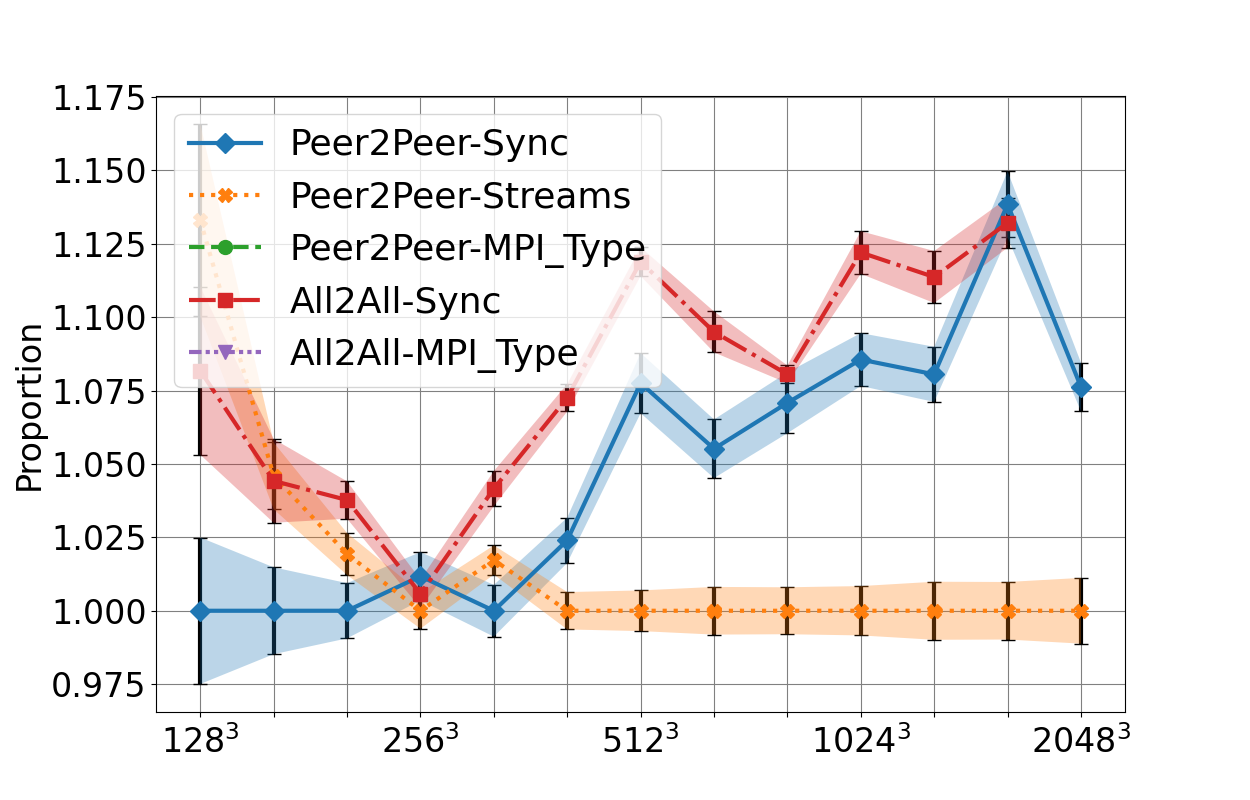 1.175
1.150
1.125
1.100
1.075
1.050
1.025
1.000
0.975
Proportion
Peer2Peer-Sync
Peer2Peer-Streams
Peer2Peer-MPI_Type
All2All-Sync
All2All-MPI_Type
128³ 256³ 512³ 1024³ 2048³